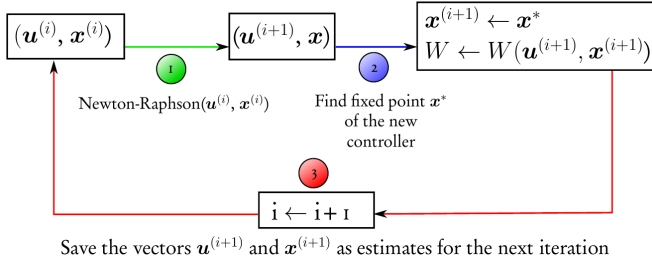 (u^(i), x^(i))
(u^(i+1), x)
x^(i+1) ← x*
W ← W(u^(i+1), x^(i+1))
1
2
Newton-Raphson(u^(i), x^(i))
Find fixed point x*
of the new
controller
3
i ← i+1
Save the vectors u^(i+1) and x^(i+1) as estimates for the next iteration